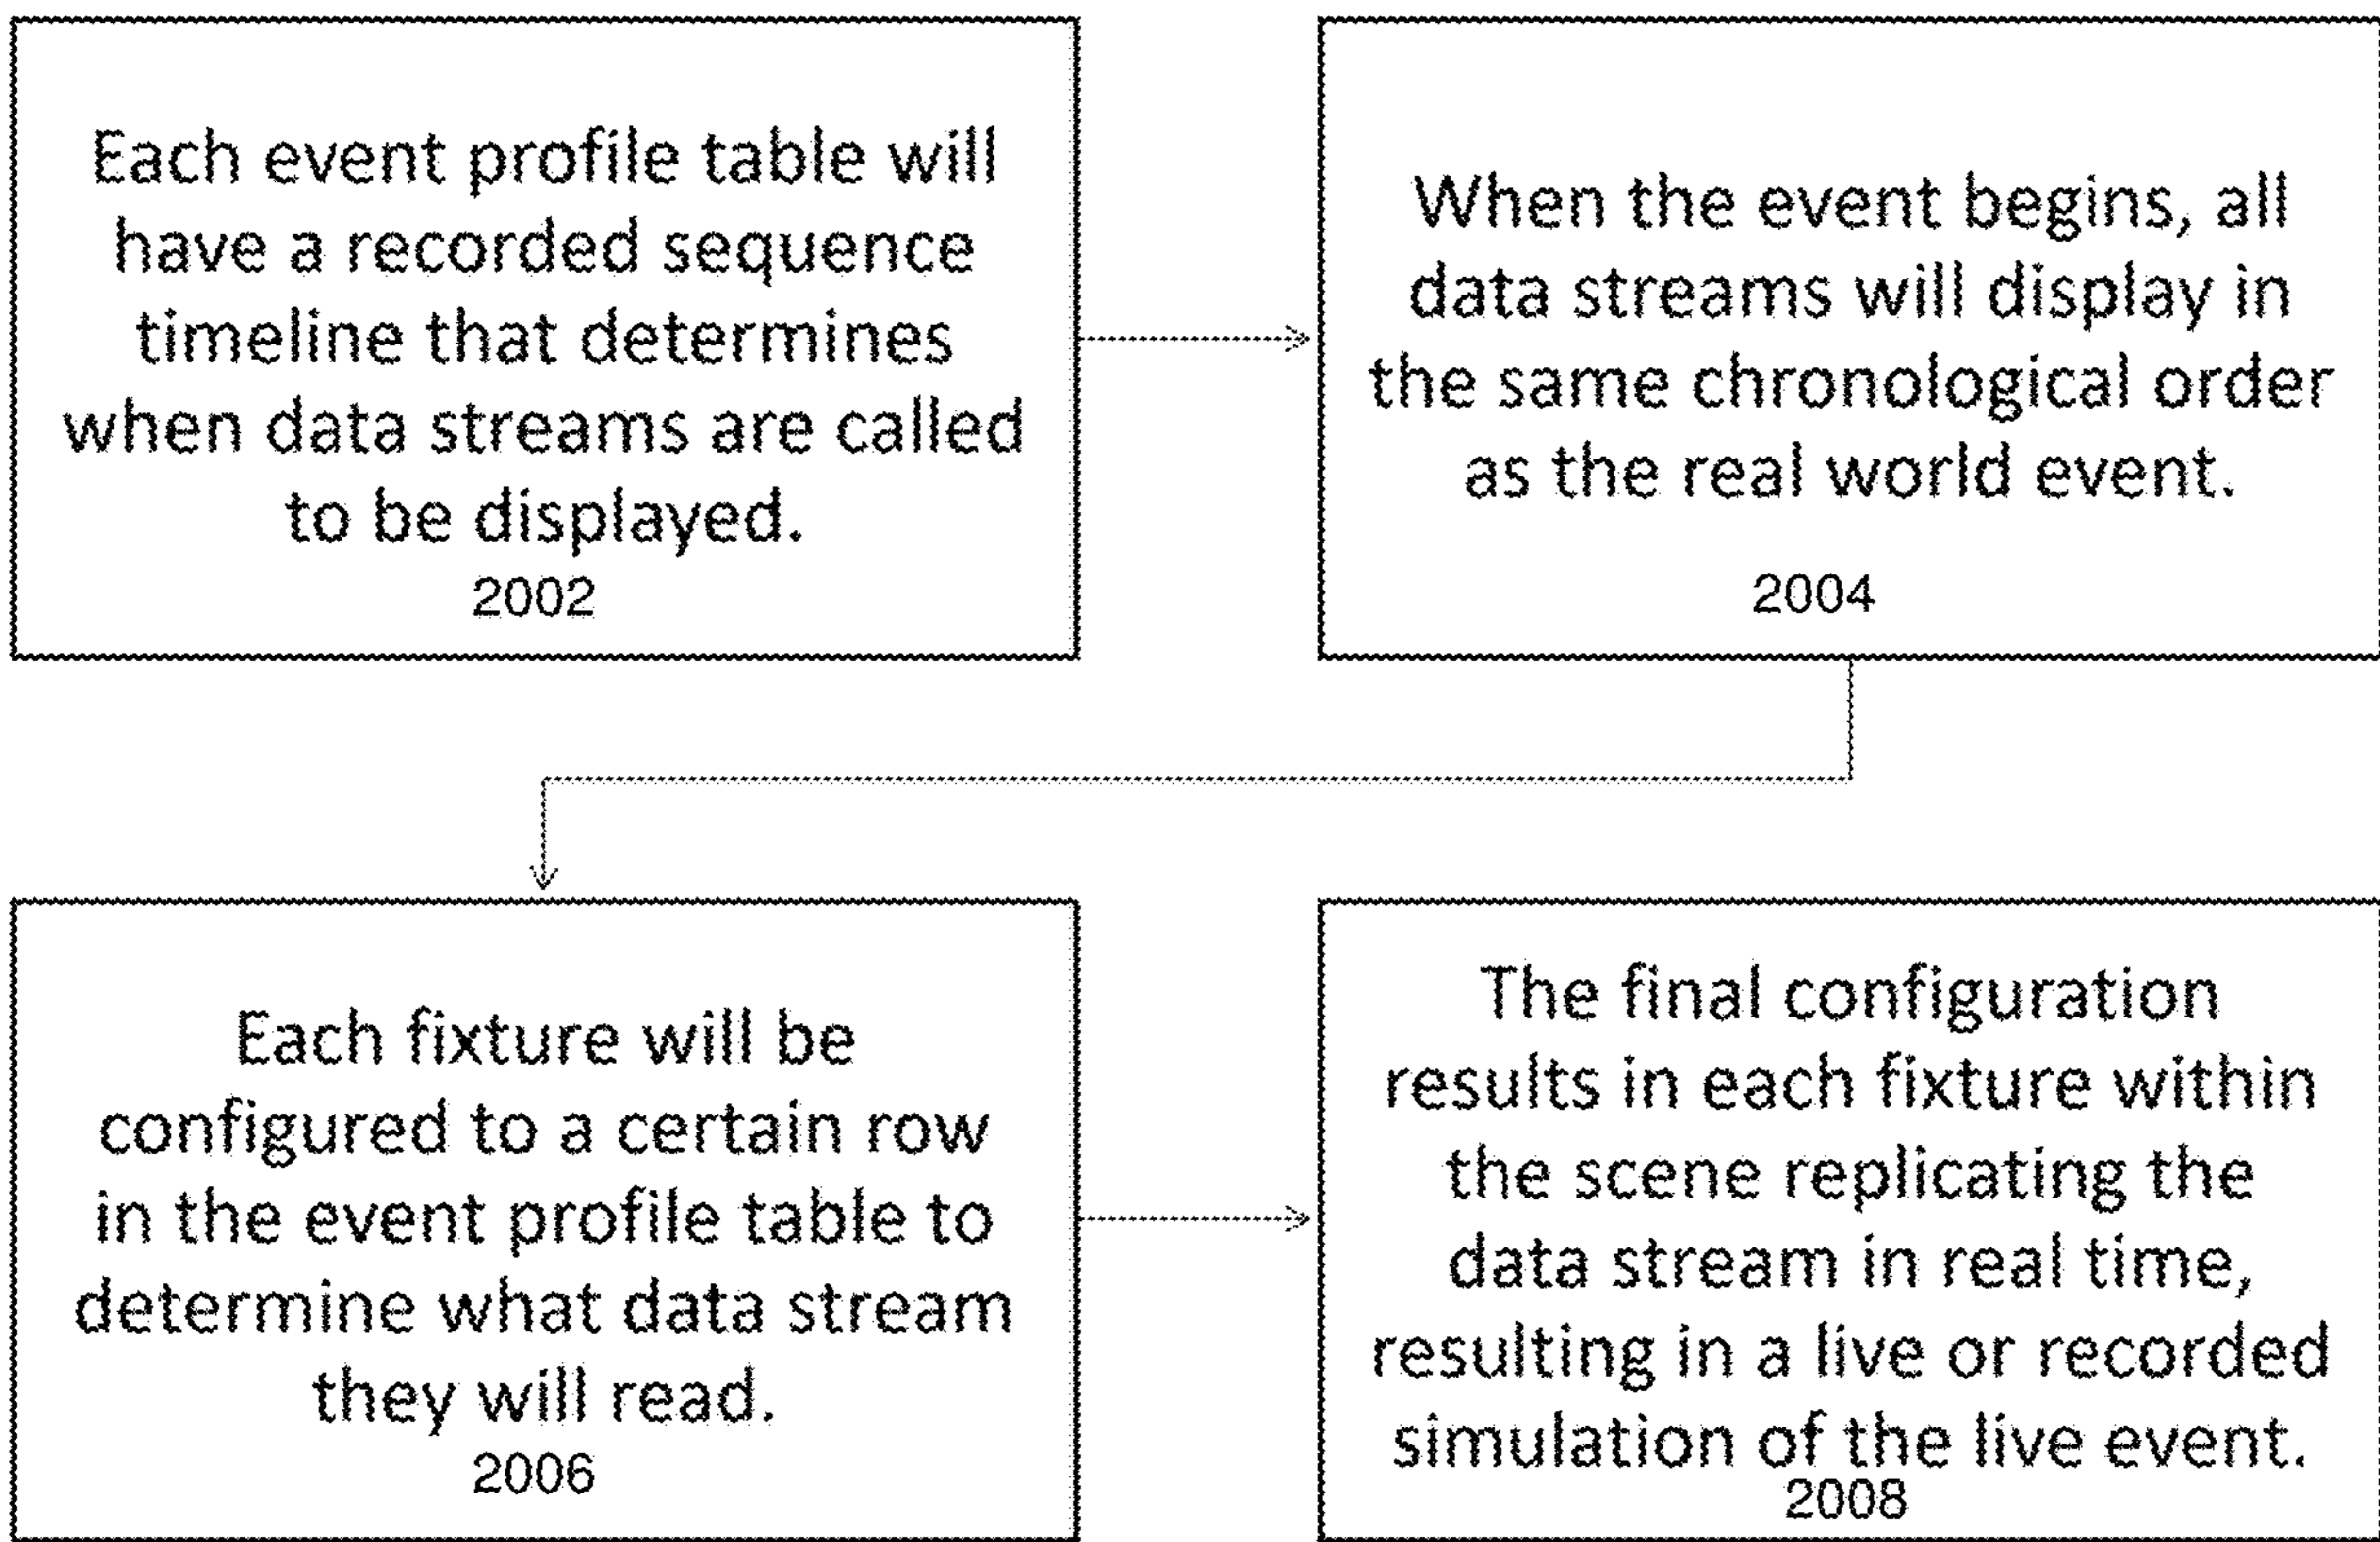 Each event profile table will
have a recorded sequence
timeline that determines
when data streams are called
to be displayed.
2002
When the event begins, all
data streams will display in
the same chronological order
as the real world event.
2004
Each fixture will be
configured to a certain row
in the event profile table to
determine what data stream
they will read.
2006
The final configuration
results in each fixture within
the scene replicating the
data stream in real time,
resulting in a live or recorded
simulation of the live event.
2008